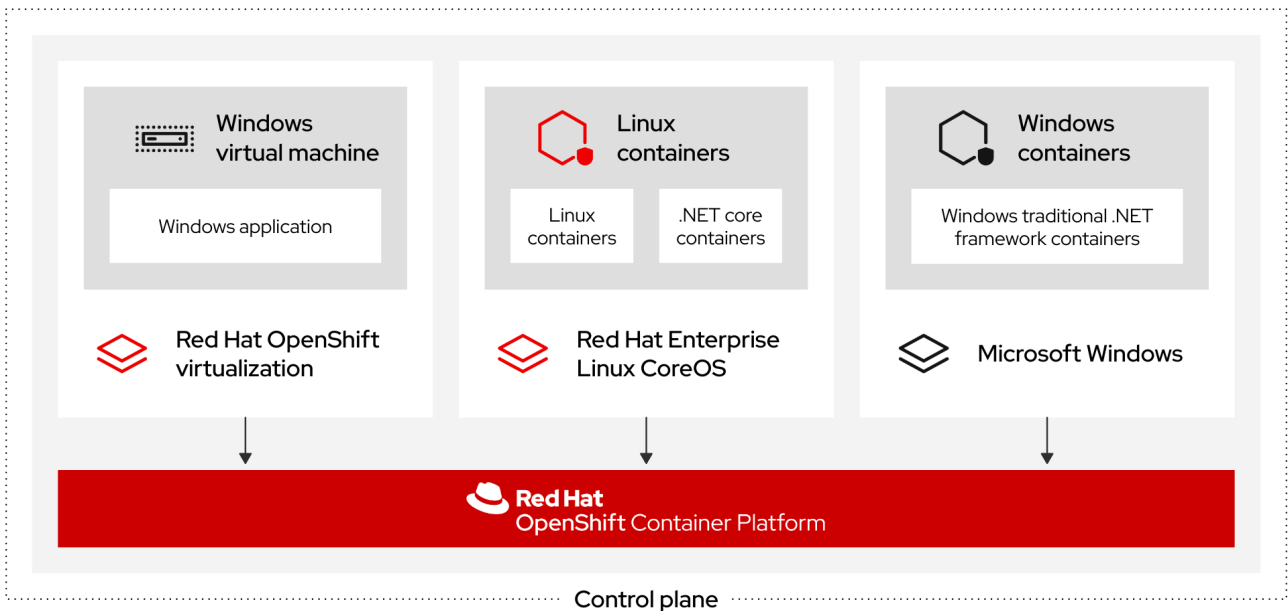 Windows
virtual machine
Windows application
Red Hat OpenShift
virtualization
Linux
containers
Linux
containers
.NET core
containers
Red Hat Enterprise
Linux CoreOS
Windows
containers
Windows traditional .NET
framework containers
Microsoft Windows
Red Hat
OpenShift Container Platform
Control plane